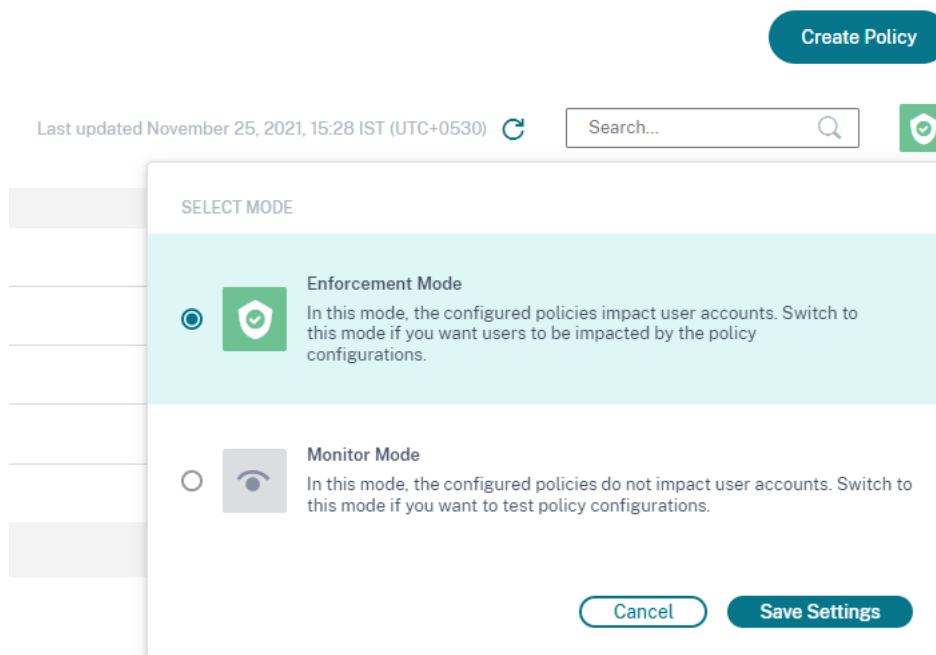 Create Policy
Last updated November 25, 2021, 15:28 IST (UTC+0530)
Search...
SELECT MODE
Enforcement Mode
In this mode, the configured policies impact user accounts. Switch to
this mode if you want users to be impacted by the policy
configurations.
Monitor Mode
In this mode, the configured policies do not impact user accounts. Switch to
this mode if you want to test policy configurations.
Cancel
Save Settings